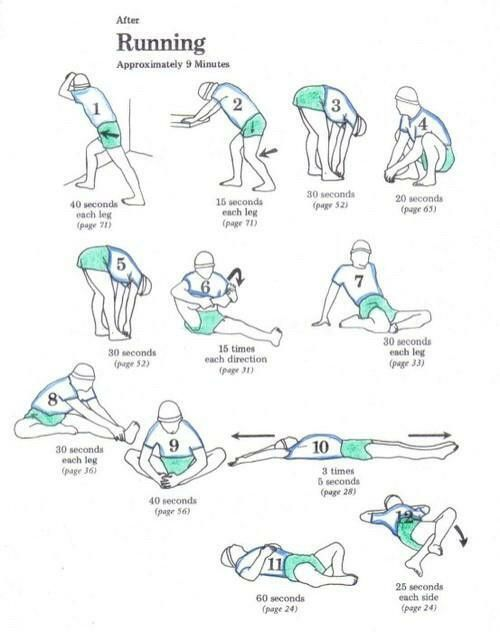 After
Running
Approximately 9 Minutes
1
40 seconds
each leg
(page 71)
2
15 seconds
each leg
(page 71)
3
30 seconds
(page 52)
4
20 seconds
(page 65)
5
30 seconds
(page 52)
6
15 times
each direction
(page 31)
7
30 seconds
each leg
(page 33)
8
30 seconds
each leg
(page 36)
9
40 seconds
(page 56)
10
3 times
5 seconds
(page 28)
11
60 seconds
(page 24)
12
25 seconds
each side
(page 24)